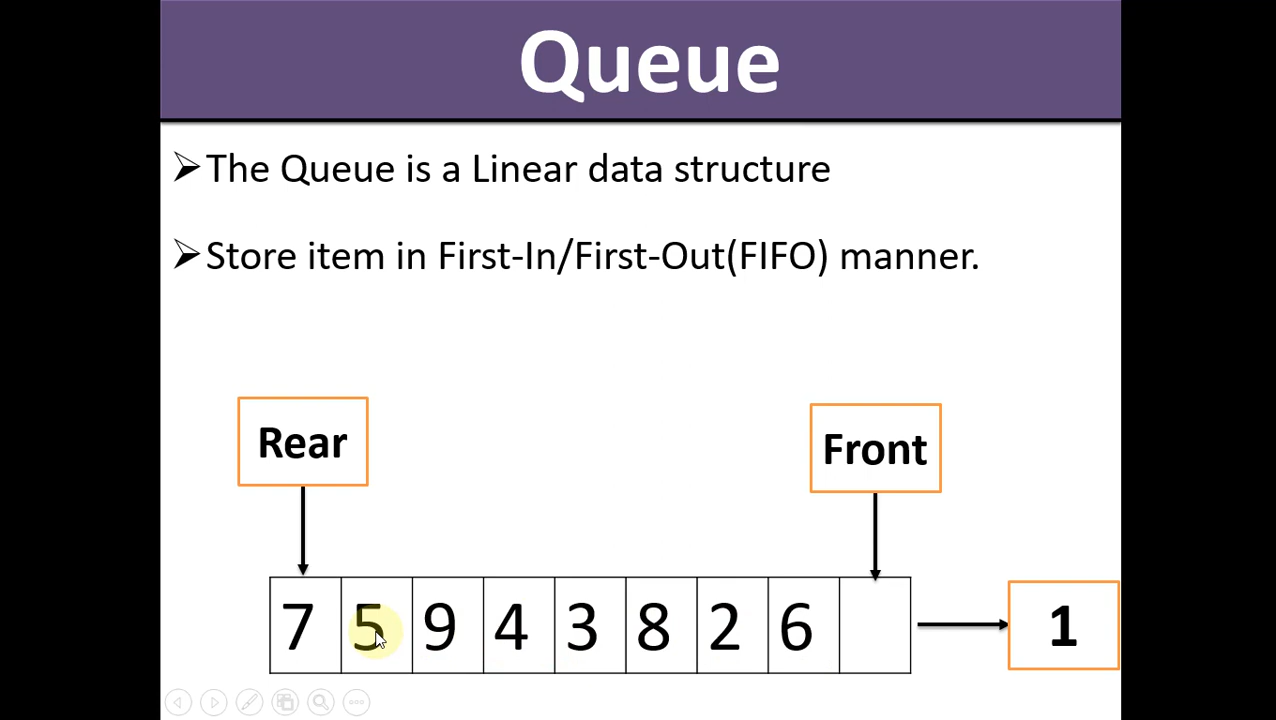 Queue
The Queue is a Linear data structure
Store item in First-In/First-Out(FIFO) manner.
Rear
Front
7 5 9 4 3 8 2 6
1